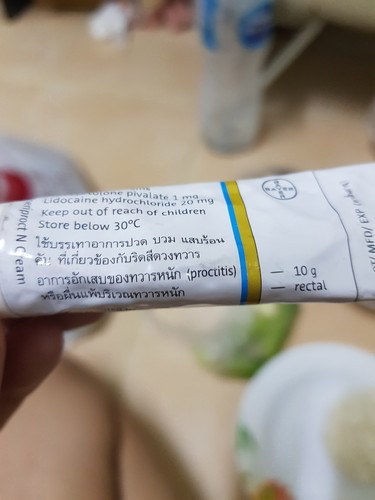 pivalate 1 mg
Lidocaine hydrochloride 20 mg
Keep out of reach of children
Store below 30°C
ใช้บรรเทาอาการปวด บวม แสบร้อน
คัน ที่เกี่ยวข้องกับริดสีดวงทวาร
อาการอักเสบของทวารหนัก (proctitis)
หรือผื่นแพ้บริเวณทวารหนัก
N cream
BAYER
— 10 g
— rectal
MFD/ EXP